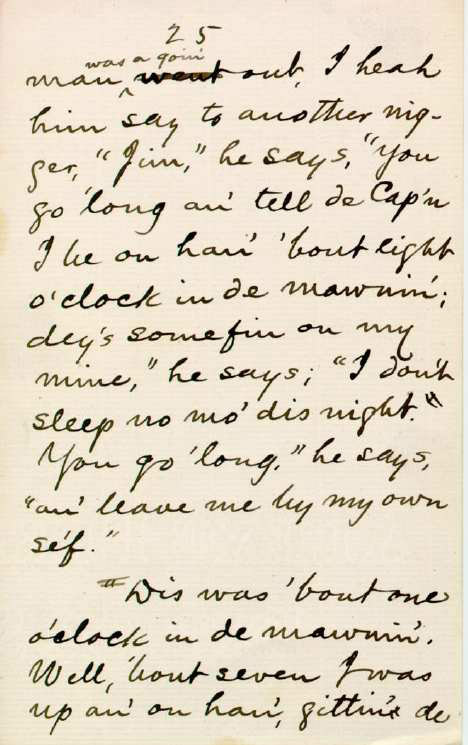 25
was a goin'
man went out, I heah
him say to another nig-
ger, "Jim," he says, "you
go 'long an' tell de Cap'n
I be on han' 'bout eight
o'clock in de mawnin';
dey's somefin on my
mine," he says; "I don't
sleep no mo' dis night."
You go 'long," he says,
"an' leave me by my own
se'f."
"Dis was 'bout one
o'clock in de mawnin'.
Well, 'bout seven I was
up an' on han', gittin' de